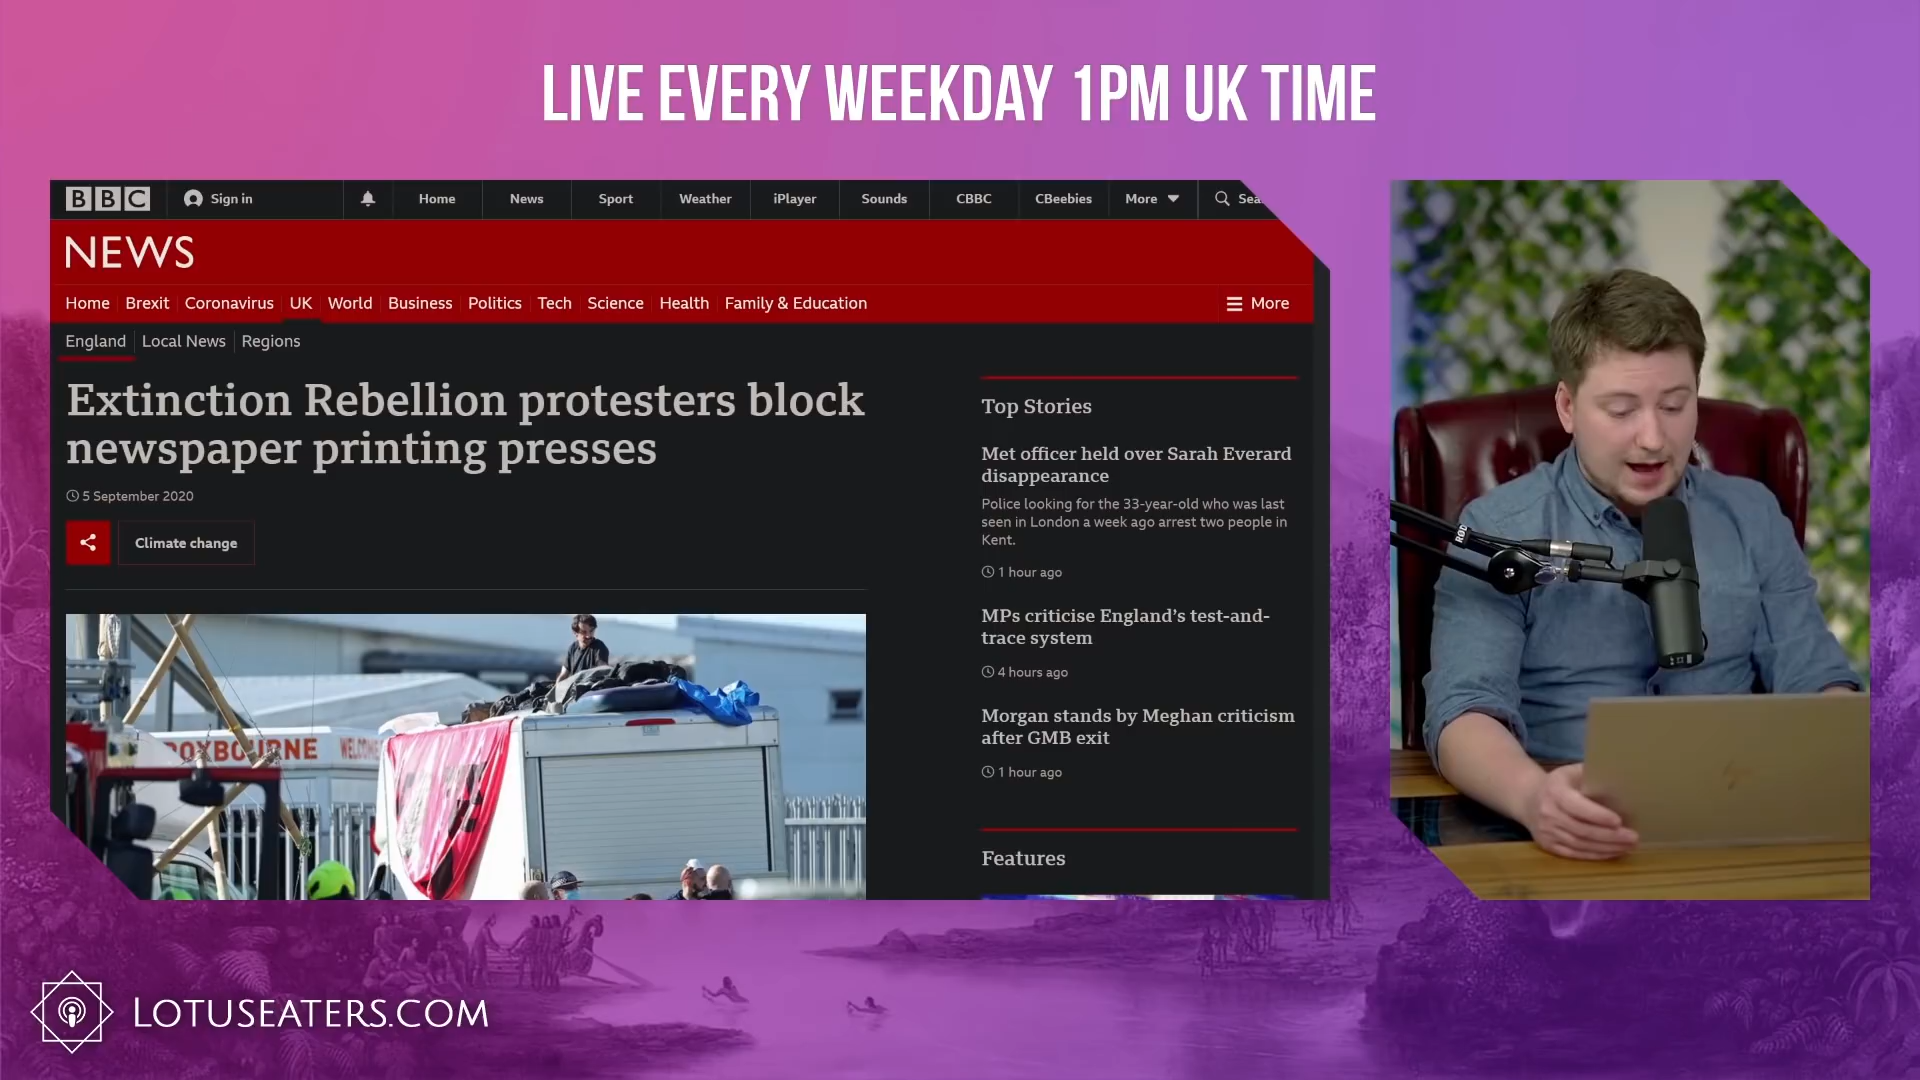 LIVE EVERY WEEKDAY 1PM UK TIME
BBC
Sign in
Home
News
Sport
Weather
iPlayer
Sounds
CBBC
CBeebies
More
NEWS
Home
Brexit
Coronavirus
UK
World
Business
Politics
Tech
Science
Health
Family & Education
More
England
Local News
Regions
Extinction Rebellion protesters block
newspaper printing presses
5 September 2020
Climate change
Top Stories
Met officer held over Sarah Everard
disappearance
Police looking for the 33-year-old who was last
seen in London a week ago arrest two people in
Kent.
1 hour ago
MPs criticise England's test-and-
trace system
4 hours ago
Morgan stands by Meghan criticism
after GMB exit
1 hour ago
Features
RØDE
LOTUSEATERS.COM